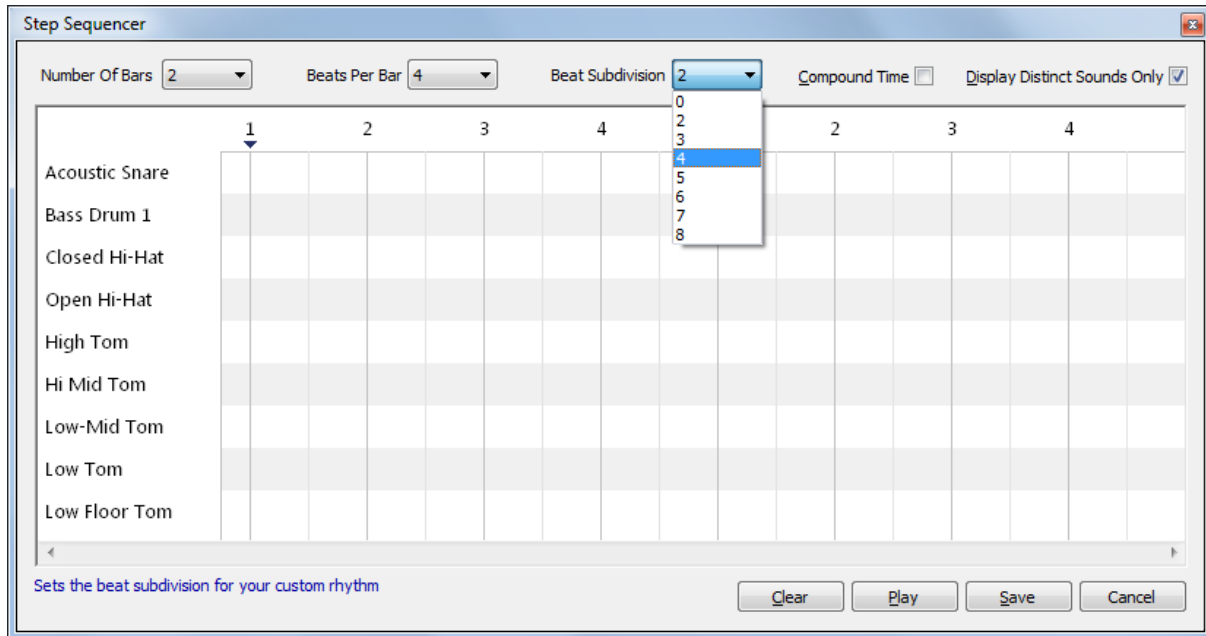 Step Sequencer
Number Of Bars 2 Beats Per Bar 4 Beat Subdivision 2 Compound Time Display Distinct Sounds Only
0
2
3
4
5
6
7
8
1 2 3 4 2 3 4
Acoustic Snare
Bass Drum 1
Closed Hi-Hat
Open Hi-Hat
High Tom
Hi Mid Tom
Low-Mid Tom
Low Tom
Low Floor Tom
Sets the beat subdivision for your custom rhythm
Clear Play Save Cancel